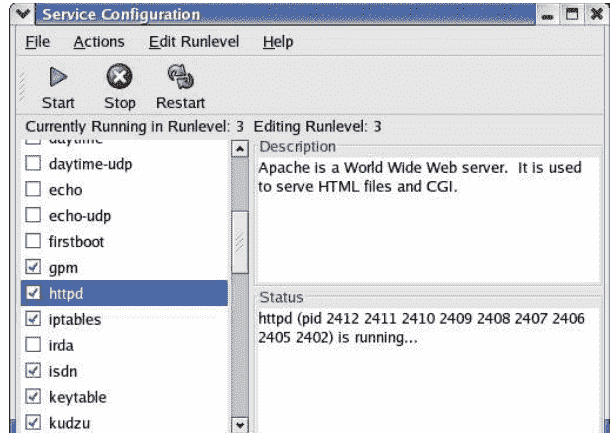 Service Configuration
File Actions Edit Runlevel Help
Start Stop Restart
Currently Running in Runlevel: 3 Editing Runlevel: 3
daytime
daytime-udp
echo
echo-udp
firstboot
gpm
httpd
iptables
irda
isdn
keytable
kudzu
Description
Apache is a World Wide Web server. It is used
to serve HTML files and CGI.
Status
httpd (pid 2412 2411 2410 2409 2408 2407 2406
2405 2402) is running...